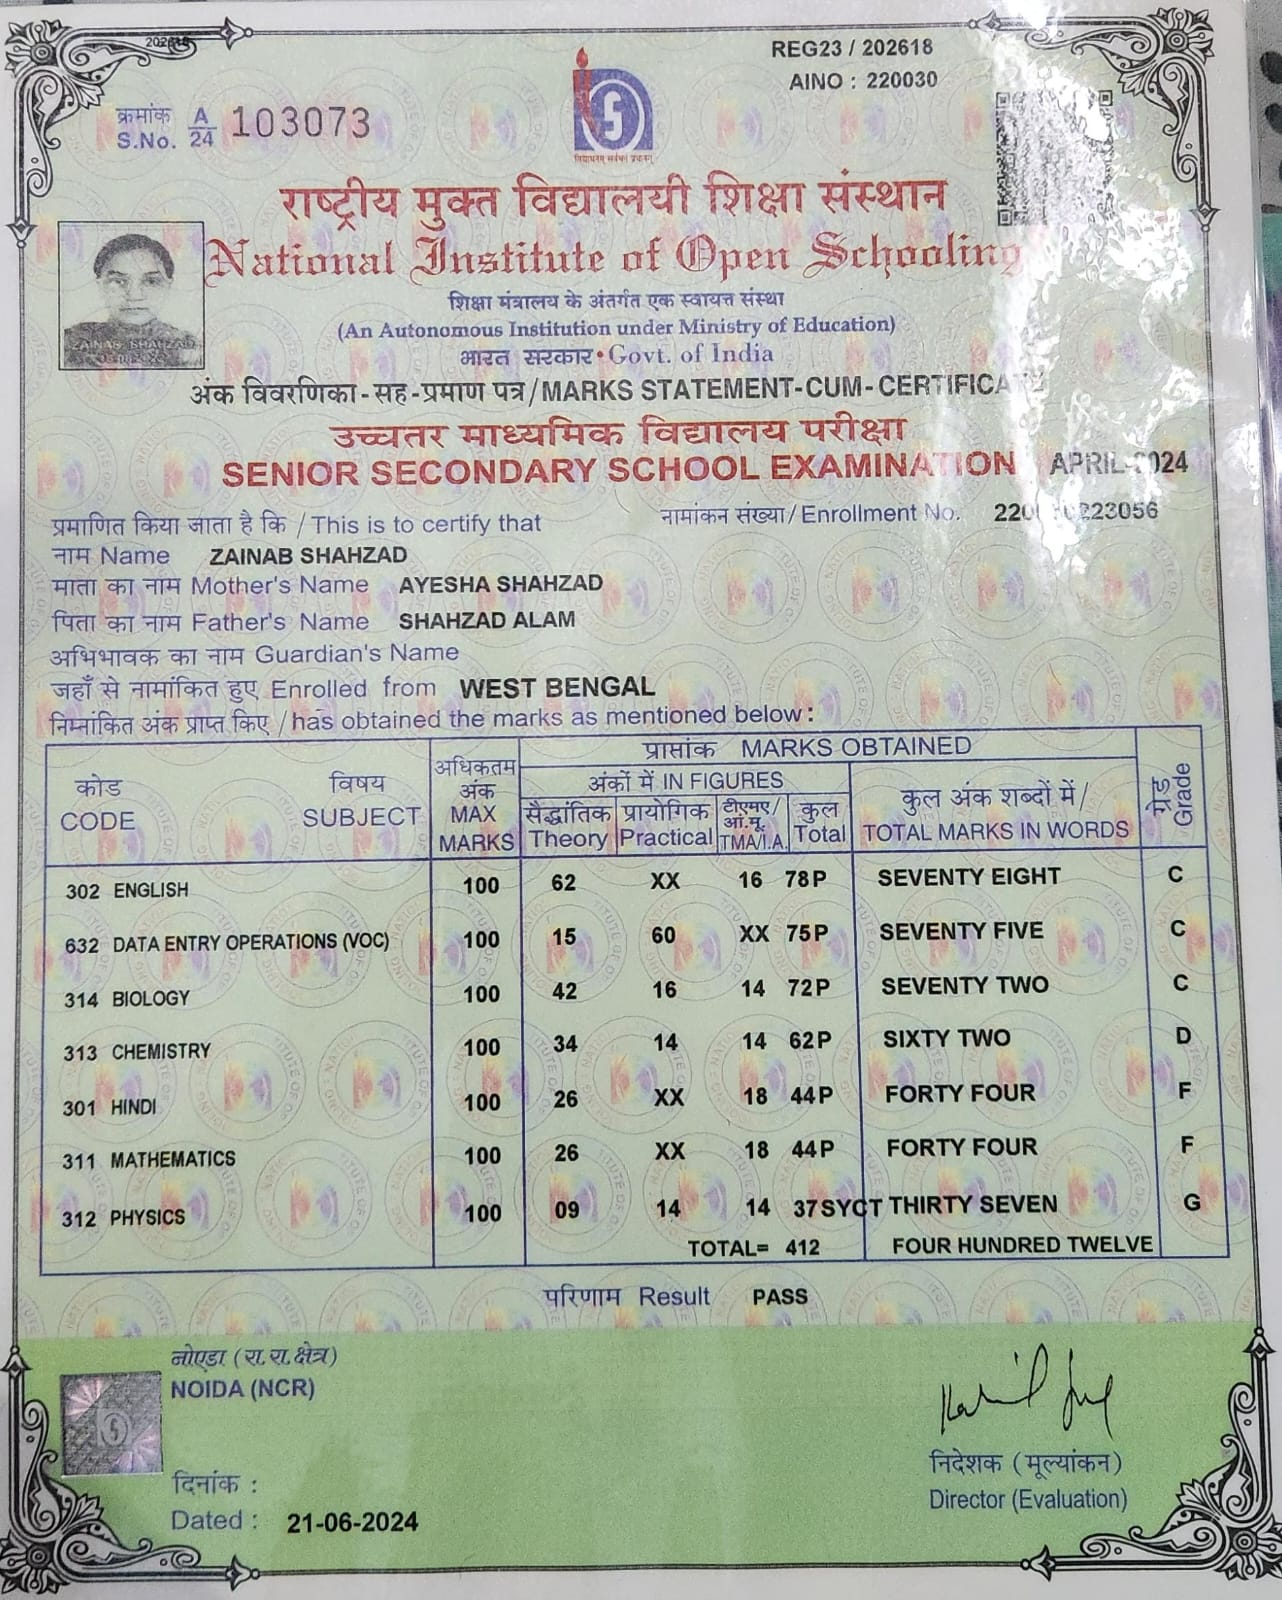 202618
REG23 / 202618
AINO : 220030
क्रमांक A
S.No. 24 103073
विद्याधनम् सर्वधनं प्रधानम्
राष्ट्रीय मुक्त विद्यालयी शिक्षा संस्थान
National Institute of Open Schooling
शिक्षा मंत्रालय के अंतर्गत एक स्वायत्त संस्था
(An Autonomous Institution under Ministry of Education)
ZAINAB SHAHZAD
भारत सरकार • Govt. of India
अंक विवरणिका - सह - प्रमाण पत्र / MARKS STATEMENT-CUM-CERTIFICATE
उच्चतर माध्यमिक विद्यालय परीक्षा
SENIOR SECONDARY SCHOOL EXAMINATION APRIL-2024
प्रमाणित किया जाता है कि / This is to certify that नामांकन संख्या / Enrollment No.
नाम Name ZAINAB SHAHZAD
माता का नाम Mother's Name AYESHA SHAHZAD
पिता का नाम Father's Name SHAHZAD ALAM
अभिभावक का नाम Guardian's Name
जहाँ से नामांकित हुए Enrolled from WEST BENGAL
निम्नांकित अंक प्राप्त किए / has obtained the marks as mentioned below :
कोड CODE विषय SUBJECT अधिकतम अंक MAX MARKS प्राप्तांक MARKS OBTAINED ग्रेड Grade
अंकों में IN FIGURES कुल अंक शब्दों में / TOTAL MARKS IN WORDS
सैद्धांतिक Theory प्रायोगिक Practical टीएमए/आं.मू. TMA/I.A. कुल Total
302 ENGLISH 100 62 XX 16 78P SEVENTY EIGHT C
632 DATA ENTRY OPERATIONS (VOC) 100 15 60 XX 75P SEVENTY FIVE C
314 BIOLOGY 100 42 16 14 72P SEVENTY TWO C
313 CHEMISTRY 100 34 14 14 62P SIXTY TWO D
301 HINDI 100 26 XX 18 44P FORTY FOUR F
311 MATHEMATICS 100 26 XX 18 44P FORTY FOUR F
312 PHYSICS 100 09 14 14 37SYCT THIRTY SEVEN G
TOTAL= 412 FOUR HUNDRED TWELVE
परिणाम Result PASS
नोएडा (रा.रा.क्षेत्र)
NOIDA (NCR)
निदेशक (मूल्यांकन)
Director (Evaluation)
दिनांक :
Dated : 21-06-2024